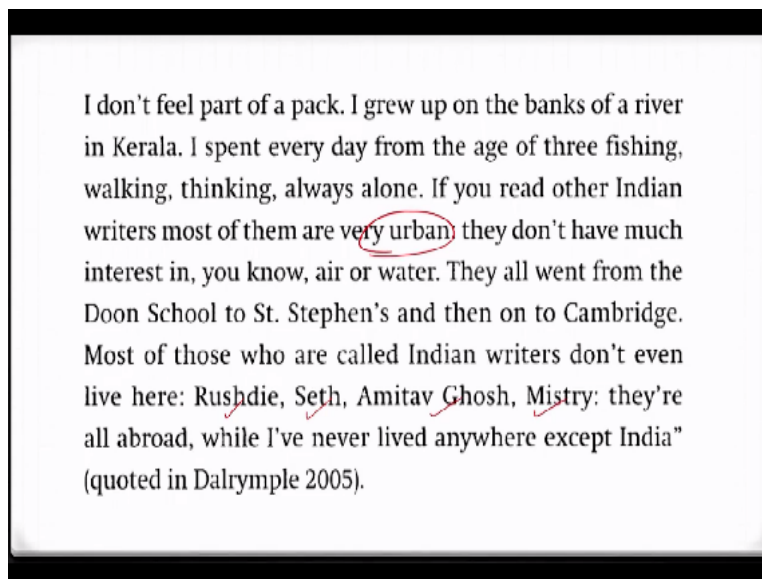 I don't feel part of a pack. I grew up on the banks of a river
in Kerala. I spent every day from the age of three fishing,
walking, thinking, always alone. If you read other Indian
writers most of them are very urban; they don't have much
interest in, you know, air or water. They all went from the
Doon School to St. Stephen's and then on to Cambridge.
Most of those who are called Indian writers don't even
live here: Rushdie, Seth, Amitav Ghosh, Mistry: they're
all abroad, while I've never lived anywhere except India”
(quoted in Dalrymple 2005).